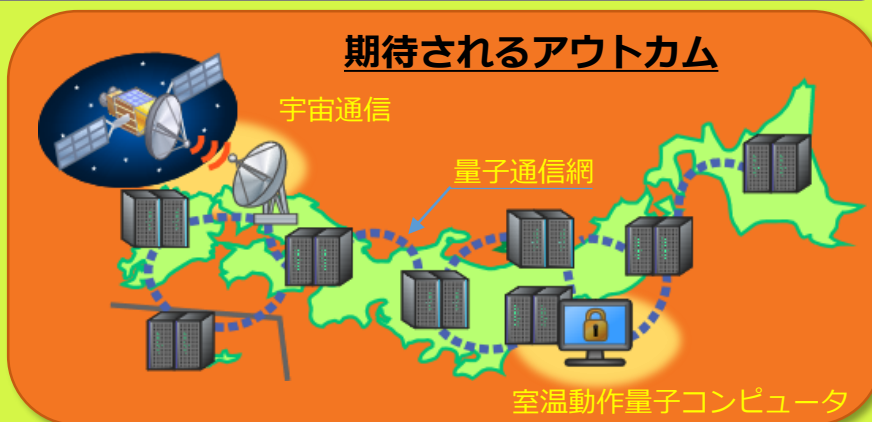 期待されるアウトカム
宇宙通信
量子通信網
室温動作量子コンピュータ